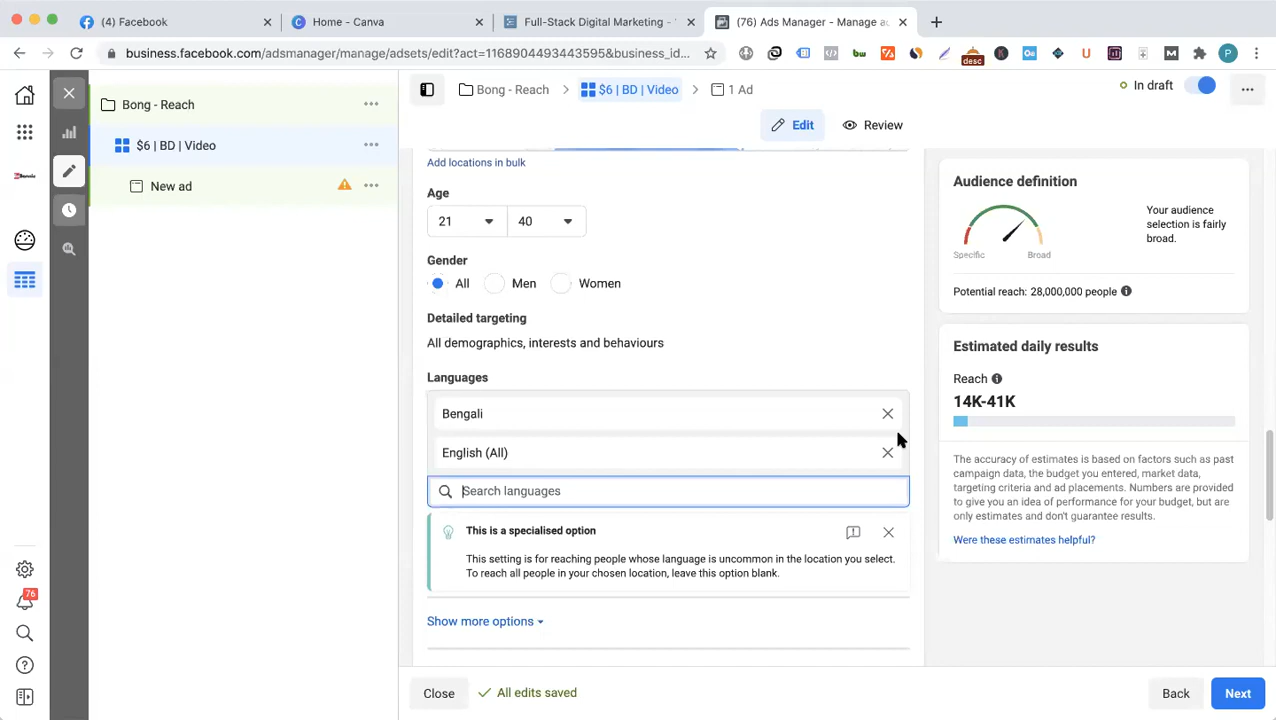 (4) Facebook
Home - Canva
Full-Stack Digital Marketing -
(76) Ads Manager - Manage ad
business.facebook.com/adsmanager/manage/adsets/edit?act=1168904493443595&business_id...
desc
P
Bong - Reach
$6 | BD | Video
New ad
76
Bong - Reach
$6 | BD | Video
1 Ad
In draft
Edit
Review
Add locations in bulk
Age
21
40
Gender
All
Men
Women
Detailed targeting
All demographics, interests and behaviours
Languages
Bengali
English (All)
Search languages
This is a specialised option
This setting is for reaching people whose language is uncommon in the location you select.
To reach all people in your chosen location, leave this option blank.
Show more options
Close
All edits saved
Back
Next
Audience definition
Specific
Broad
Your audience
selection is fairly
broad.
Potential reach: 28,000,000 people
Estimated daily results
Reach
14K-41K
The accuracy of estimates is based on factors such as past
campaign data, the budget you entered, market data,
targeting criteria and ad placements. Numbers are provided
to give you an idea of performance for your budget, but are
only estimates and don't guarantee results.
Were these estimates helpful?